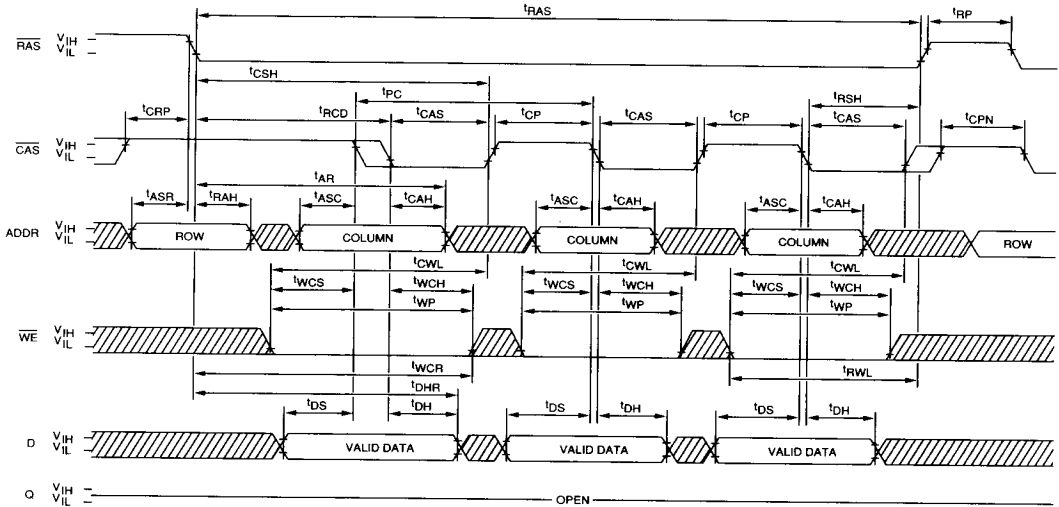 tRAS tRP
RAS VIH
VIL
tCSH
tPC tRSH
tCRP tRCD tCAS tCP tCAS tCP tCAS tCPN
CAS VIH
VIL
tAR
tASR tRAH tASC tCAH tASC tCAH tASC tCAH
ADDR VIH
VIL ROW COLUMN COLUMN COLUMN ROW
tCWL tCWL tCWL
tWCS tWCH tWCS tWCH tWCS tWCH
tWP tWP tWP
WE VIH
VIL
tWCR tRWL
tDHR
tDS tDH tDS tDH tDS tDH
D VIH
VIL VALID DATA VALID DATA VALID DATA
Q VIH
VIL OPEN